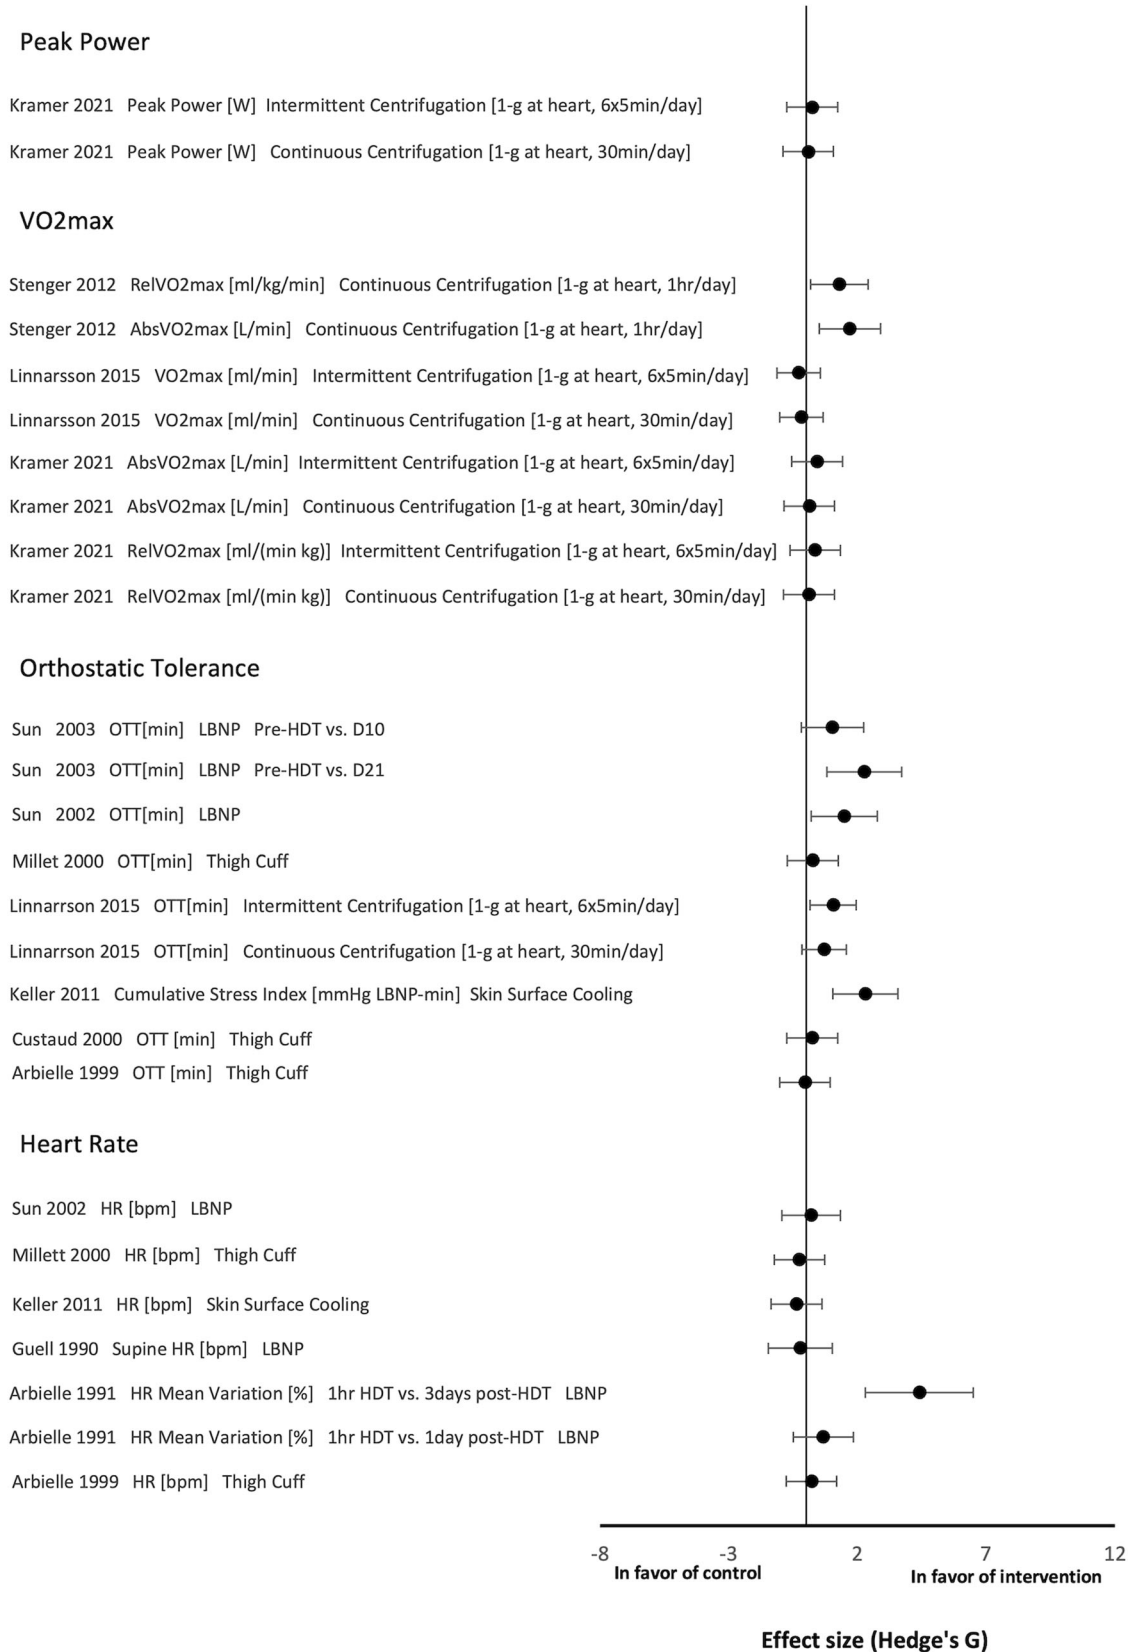 Peak Power
Kramer 2021 Peak Power [W] Intermittent Centrifugation [1-g at heart, 6x5min/day]
Kramer 2021 Peak Power [W] Continuous Centrifugation [1-g at heart, 30min/day]
VO2max
Stenger 2012 RelVO2max [ml/kg/min] Continuous Centrifugation [1-g at heart, 1hr/day]
Stenger 2012 AbsVO2max [L/min] Continuous Centrifugation [1-g at heart, 1hr/day]
Linnarsson 2015 VO2max [ml/min] Intermittent Centrifugation [1-g at heart, 6x5min/day]
Linnarsson 2015 VO2max [ml/min] Continuous Centrifugation [1-g at heart, 30min/day]
Kramer 2021 AbsVO2max [L/min] Intermittent Centrifugation [1-g at heart, 6x5min/day]
Kramer 2021 AbsVO2max [L/min] Continuous Centrifugation [1-g at heart, 30min/day]
Kramer 2021 RelVO2max [ml/(min kg)] Intermittent Centrifugation [1-g at heart, 6x5min/day]
Kramer 2021 RelVO2max [ml/(min kg)] Continuous Centrifugation [1-g at heart, 30min/day]
Orthostatic Tolerance
Sun 2003 OTT[min] LBNP Pre-HDT vs. D10
Sun 2003 OTT[min] LBNP Pre-HDT vs. D21
Sun 2002 OTT[min] LBNP
Millet 2000 OTT[min] Thigh Cuff
Linnarrson 2015 OTT[min] Intermittent Centrifugation [1-g at heart, 6x5min/day]
Linnarrson 2015 OTT[min] Continuous Centrifugation [1-g at heart, 30min/day]
Keller 2011 Cumulative Stress Index [mmHg LBNP-min] Skin Surface Cooling
Custaud 2000 OTT [min] Thigh Cuff
Arbielle 1999 OTT [min] Thigh Cuff
Heart Rate
Sun 2002 HR [bpm] LBNP
Millett 2000 HR [bpm] Thigh Cuff
Keller 2011 HR [bpm] Skin Surface Cooling
Guell 1990 Supine HR [bpm] LBNP
Arbielle 1991 HR Mean Variation [%] 1hr HDT vs. 3days post-HDT LBNP
Arbielle 1991 HR Mean Variation [%] 1hr HDT vs. 1day post-HDT LBNP
Arbielle 1999 HR [bpm] Thigh Cuff
-8 -3 2 7 12
In favor of control In favor of intervention
Effect size (Hedge's G)